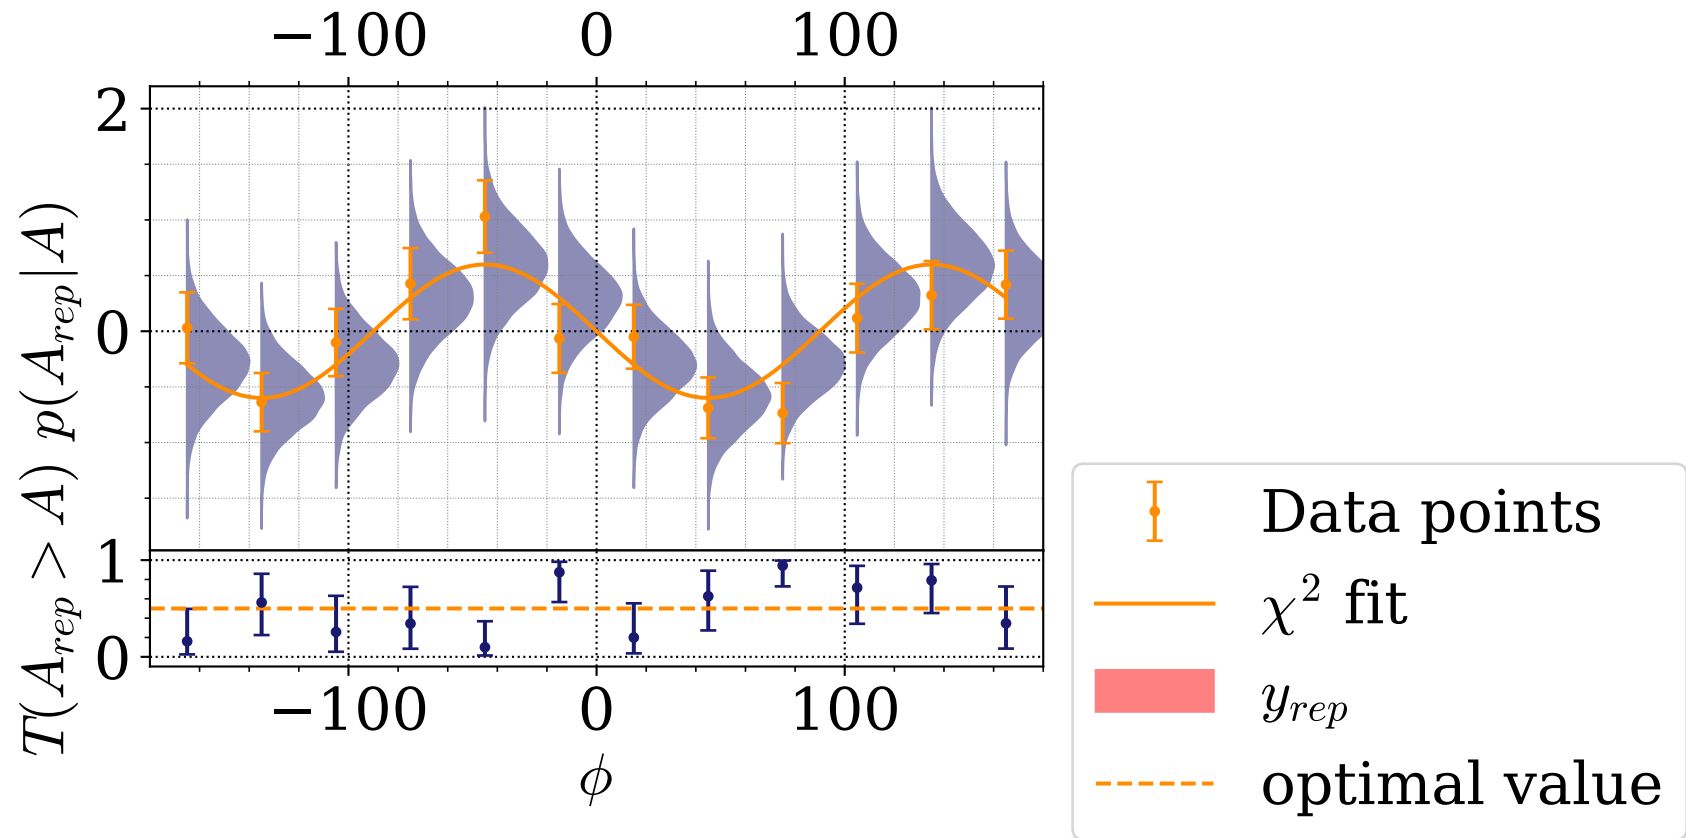 −100 0 100
2
0
p(A_rep|A)
1
0
T(A_rep > A)
−100 0 100
ϕ
Data points
χ² fit
y_rep
optimal value